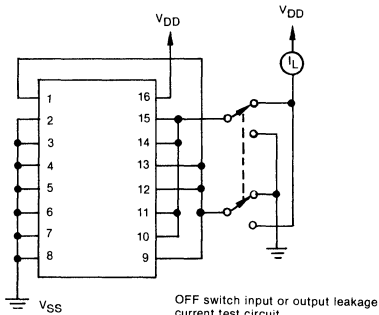 VDD
VDD
IL
1 16
2 15
3 14
4 13
5 12
6 11
7 10
8 9
VSS
OFF switch input or output leakage
current test circuit